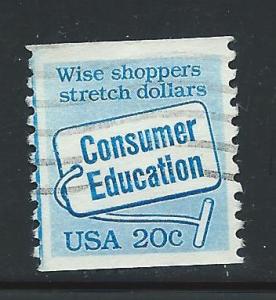 Wise shoppers
stretch dollars
Consumer
Education
USA 20c